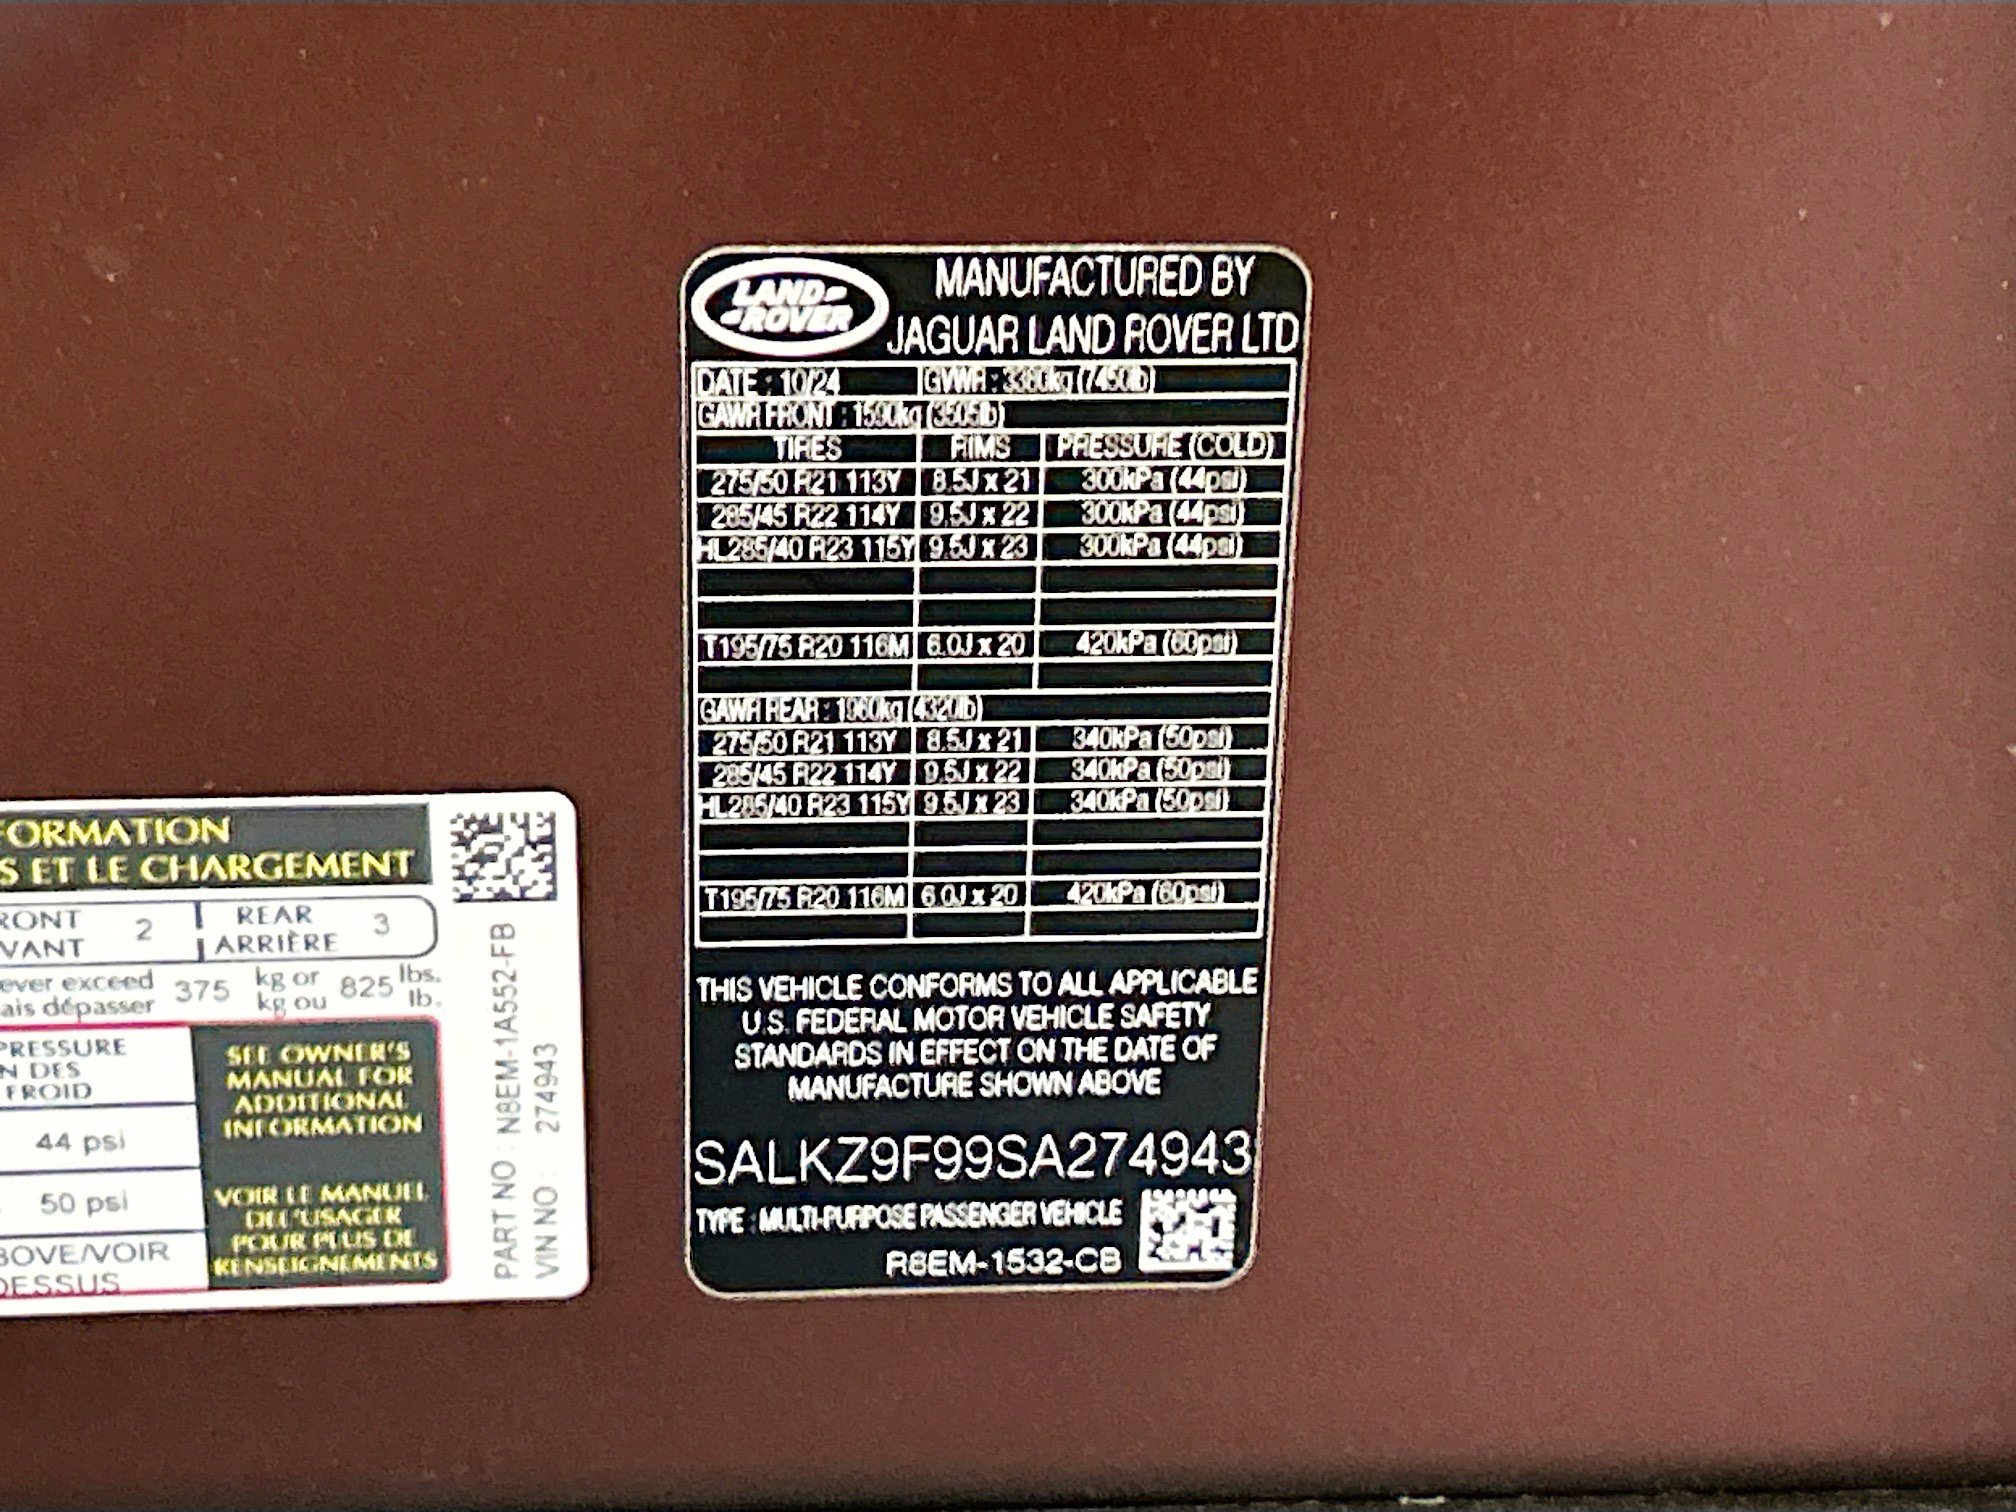 LAND-
-ROVER
MANUFACTURED BY
JAGUAR LAND ROVER LTD
DATE : 10/24 GVWR : 3380kg (7450lb)
GAWR FRONT : 1590kg (3505lb)
TIRES RIMS PRESSURE (COLD)
275/50 R21 113Y 8.5J x 21 300kPa (44psi)
285/45 R22 114Y 9.5J x 22 300kPa (44psi)
HL285/40 R23 115Y 9.5J x 23 300kPa (44psi)
T195/75 R20 116M 6.0J x 20 420kPa (60psi)
GAWR REAR : 1960kg (4320lb)
275/50 R21 113Y 8.5J x 21 340kPa (50psi)
285/45 R22 114Y 9.5J x 22 340kPa (50psi)
HL285/40 R23 115Y 9.5J x 23 340kPa (50psi)
T195/75 R20 116M 6.0J x 20 420kPa (60psi)
THIS VEHICLE CONFORMS TO ALL APPLICABLE
U.S. FEDERAL MOTOR VEHICLE SAFETY
STANDARDS IN EFFECT ON THE DATE OF
MANUFACTURE SHOWN ABOVE
SALKZ9F99SA274943
TYPE : MULTI-PURPOSE PASSENGER VEHICLE
R8EM-1532-CB
FORMATION
S ET LE CHARGEMENT
RONT 2 REAR 3
VANT ARRIÈRE
ever exceed 375 kg or 825 lbs.
ais dépasser kg ou lb.
PRESSURE
N DES
FROID
44 psi
50 psi
BOVE/VOIR
DESSUS
SEE OWNER'S
MANUAL FOR
ADDITIONAL
INFORMATION
VOIR LE MANUEL
DE L'USAGER
POUR PLUS DE
RENSEIGNEMENTS
PART NO : N8EM-1A552-FB
VIN NO : 274943